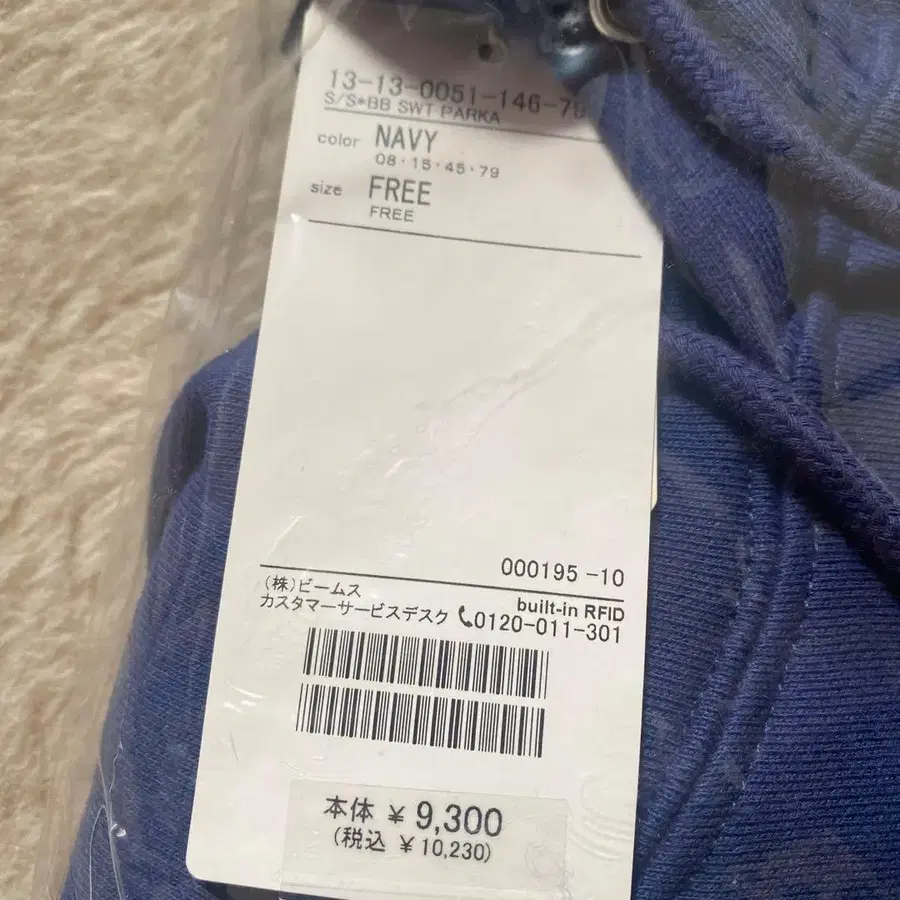 13-13-0051-146-79
S/S*BB SWT PARKA
color NAVY
08・15・45・79
size FREE
FREE
000195 -10
(株)ビームス
built-in RFID
カスタマーサービスデスク 0120-011-301
本体 ¥ 9,300
(税込 ¥ 10,230)